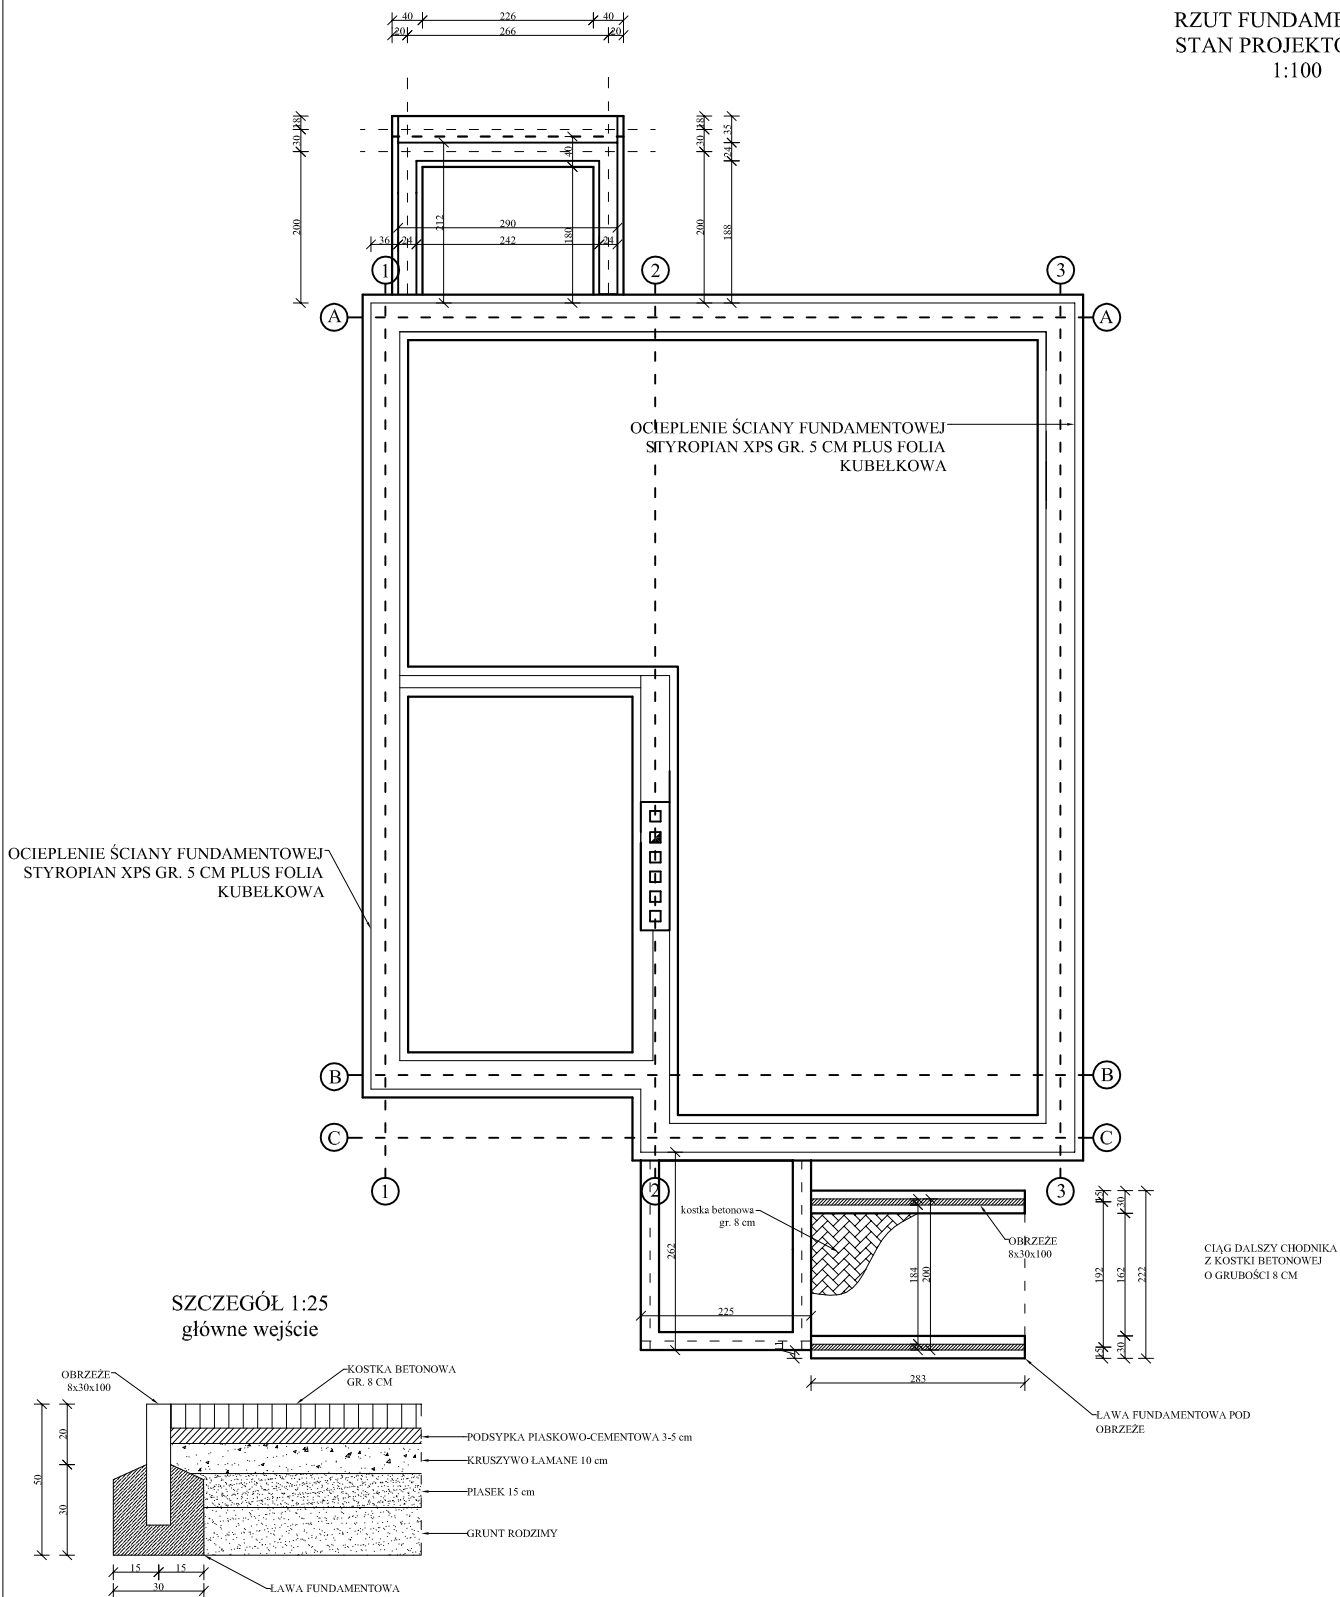 RZUT FUNDAME
STAN PROJEKTO
1:100
40 226 40
20 266 20
18
30
200
18
30
200
35
24
188
40
212
290
180
36 24 242 24
1 2 3
A A
OCIEPLENIE ŚCIANY FUNDAMENTOWEJ
STYROPIAN XPS GR. 5 CM PLUS FOLIA
KUBEŁKOWA
OCIEPLENIE ŚCIANY FUNDAMENTOWEJ
STYROPIAN XPS GR. 5 CM PLUS FOLIA
KUBEŁKOWA
B B
C C
1 2 3
kostka betonowa
gr. 8 cm
262
225
OBRZEŻE
8x30x100
184
200
283
15
192
15
30
162
30
222
CIĄG DALSZY CHODNIKA
Z KOSTKI BETONOWEJ
O GRUBOŚCI 8 CM
ŁAWA FUNDAMENTOWA POD
OBRZEŻE
SZCZEGÓŁ 1:25
główne wejście
OBRZEŻE
8x30x100
KOSTKA BETONOWA
GR. 8 CM
PODSYPKA PIASKOWO-CEMENTOWA 3-5 cm
KRUSZYWO ŁAMANE 10 cm
PIASEK 15 cm
GRUNT RODZIMY
ŁAWA FUNDAMENTOWA
50
20
30
15 15
30